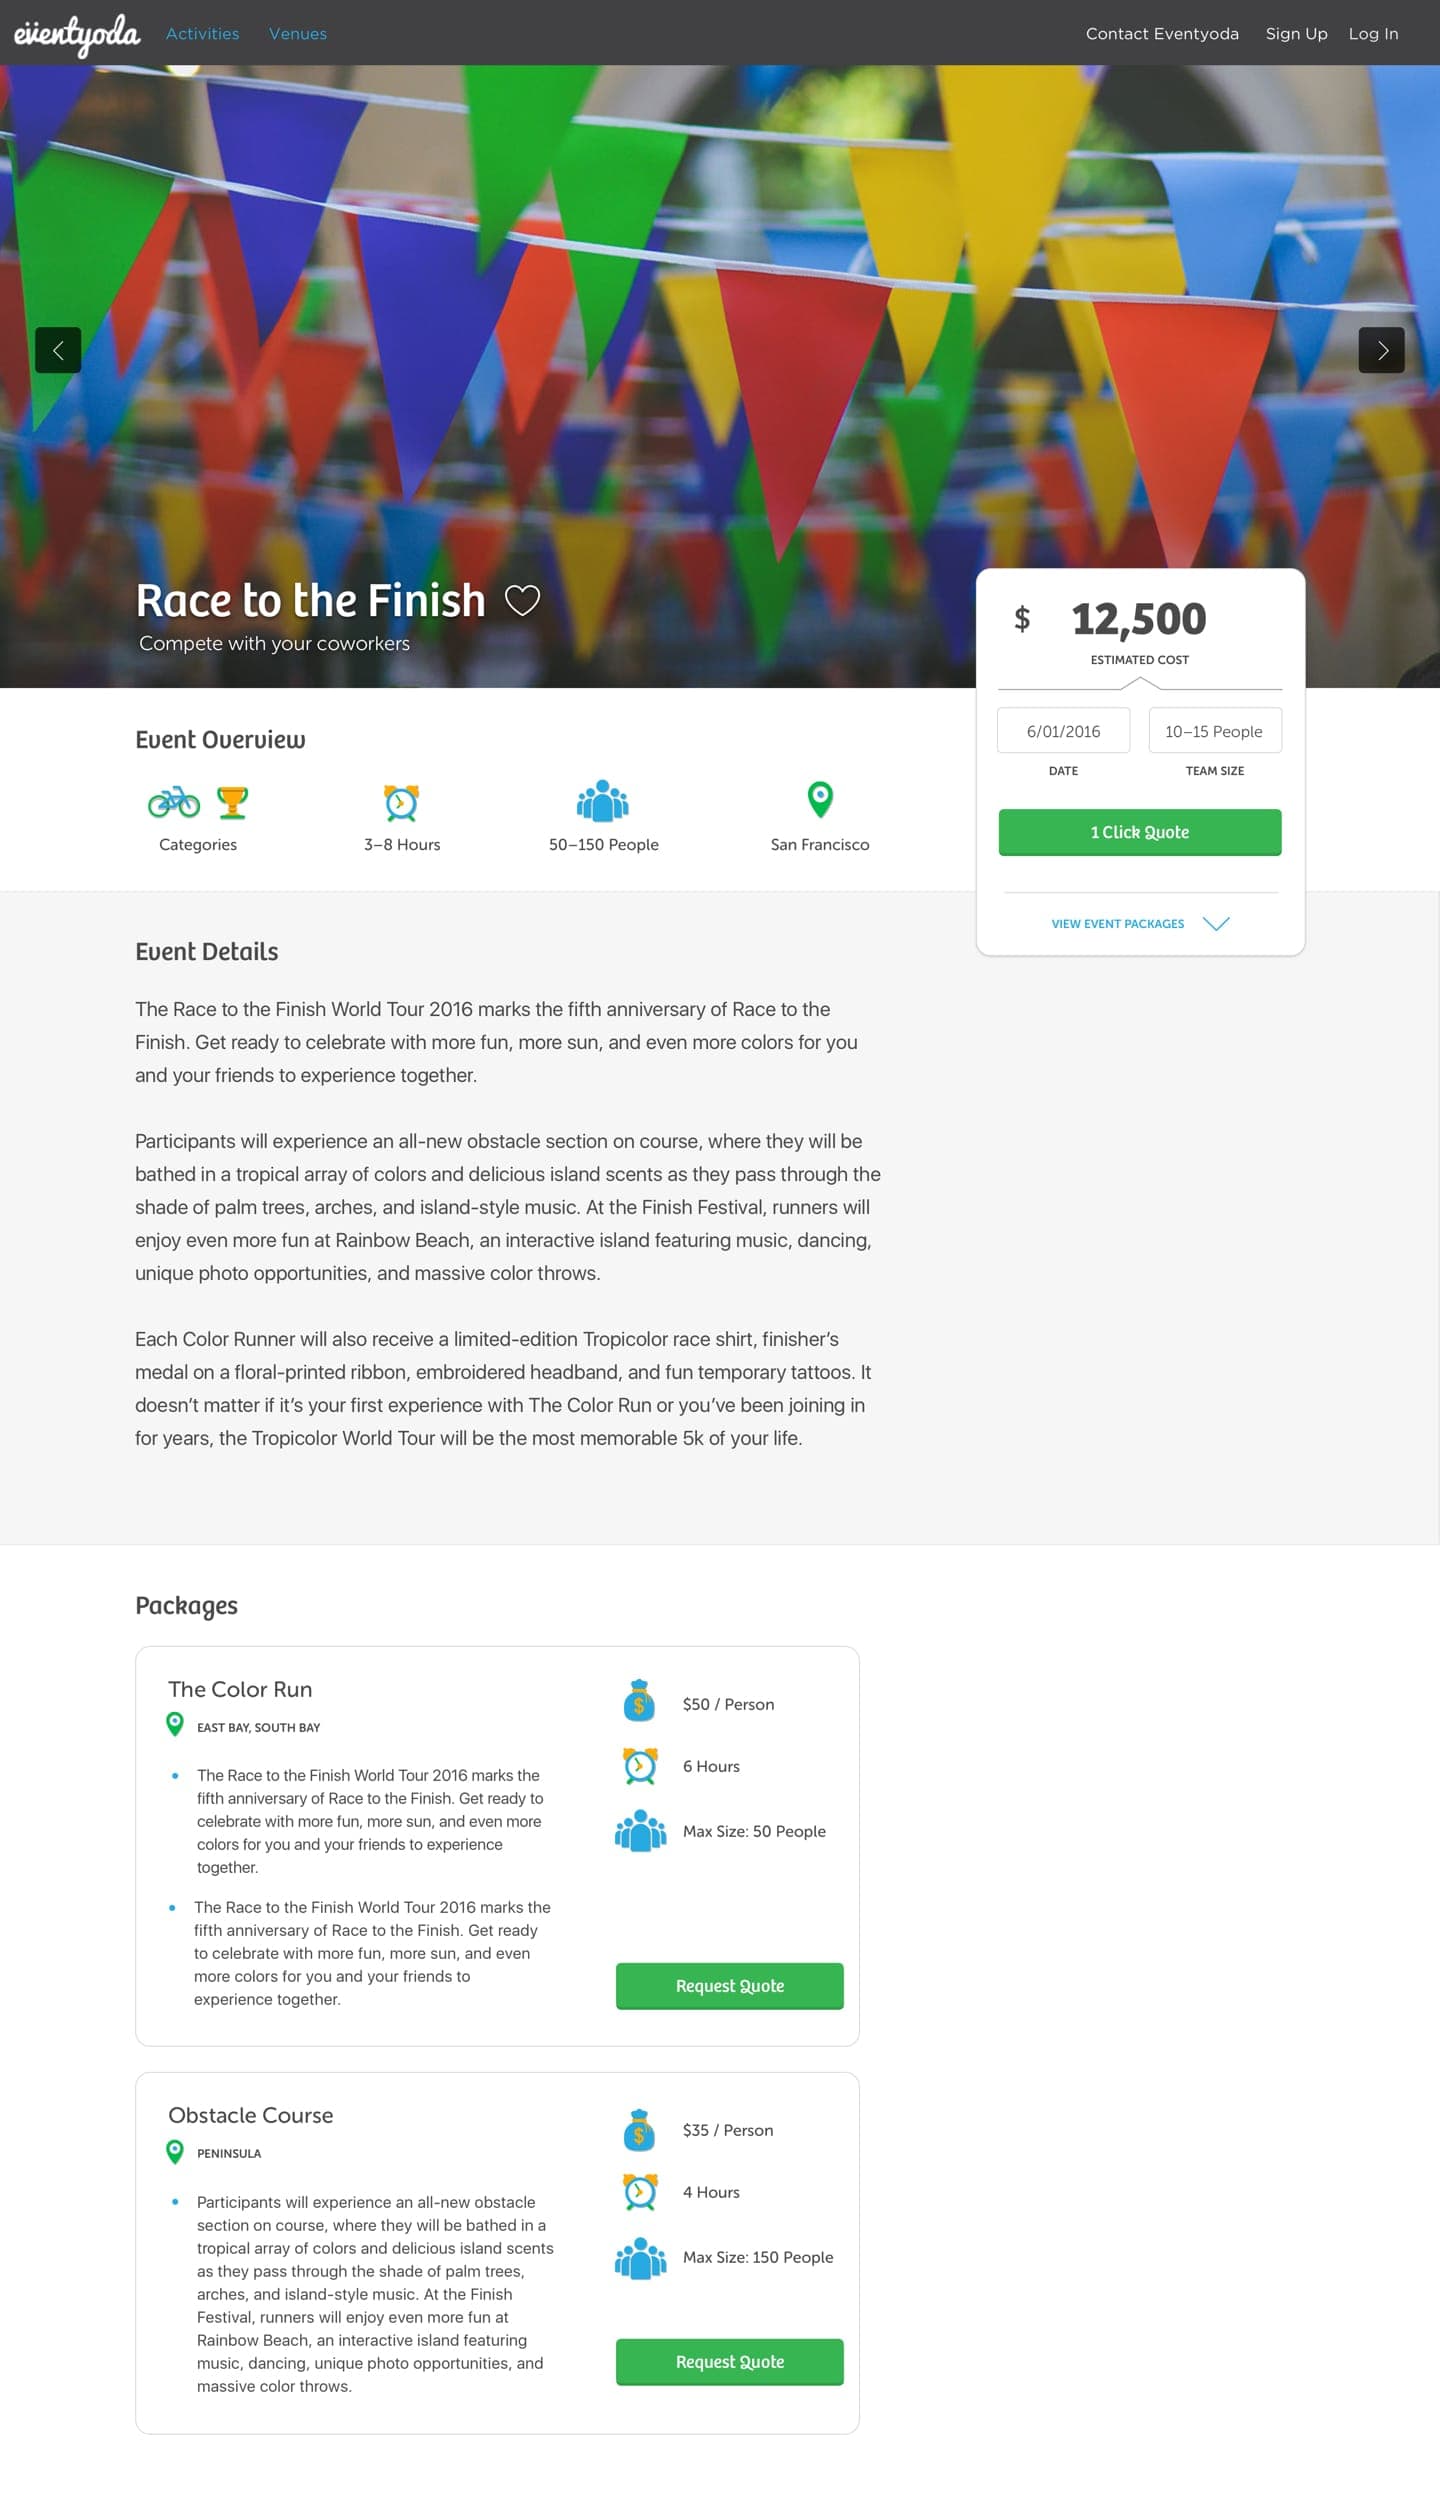 eventyoda Activities Venues Contact Eventyoda Sign Up Log In
Race to the Finish
Compete with your coworkers
$ 12,500
ESTIMATED COST
6/01/2016 10–15 People
DATE TEAM SIZE
1 Click Quote
VIEW EVENT PACKAGES
Event Overview
Categories 3–8 Hours 50–150 People San Francisco
Event Details
The Race to the Finish World Tour 2016 marks the fifth anniversary of Race to the
Finish. Get ready to celebrate with more fun, more sun, and even more colors for you
and your friends to experience together.
Participants will experience an all-new obstacle section on course, where they will be
bathed in a tropical array of colors and delicious island scents as they pass through the
shade of palm trees, arches, and island-style music. At the Finish Festival, runners will
enjoy even more fun at Rainbow Beach, an interactive island featuring music, dancing,
unique photo opportunities, and massive color throws.
Each Color Runner will also receive a limited-edition Tropicolor race shirt, finisher’s
medal on a floral-printed ribbon, embroidered headband, and fun temporary tattoos. It
doesn’t matter if it’s your first experience with The Color Run or you’ve been joining in
for years, the Tropicolor World Tour will be the most memorable 5k of your life.
Packages
The Color Run
EAST BAY, SOUTH BAY
• The Race to the Finish World Tour 2016 marks the
fifth anniversary of Race to the Finish. Get ready to
celebrate with more fun, more sun, and even more
colors for you and your friends to experience
together.
• The Race to the Finish World Tour 2016 marks the
fifth anniversary of Race to the Finish. Get ready
to celebrate with more fun, more sun, and even
more colors for you and your friends to
experience together.
$50 / Person
6 Hours
Max Size: 50 People
Request Quote
Obstacle Course
PENINSULA
• Participants will experience an all-new obstacle
section on course, where they will be bathed in a
tropical array of colors and delicious island scents
as they pass through the shade of palm trees,
arches, and island-style music. At the Finish
Festival, runners will enjoy even more fun at
Rainbow Beach, an interactive island featuring
music, dancing, unique photo opportunities, and
massive color throws.
$35 / Person
4 Hours
Max Size: 150 People
Request Quote